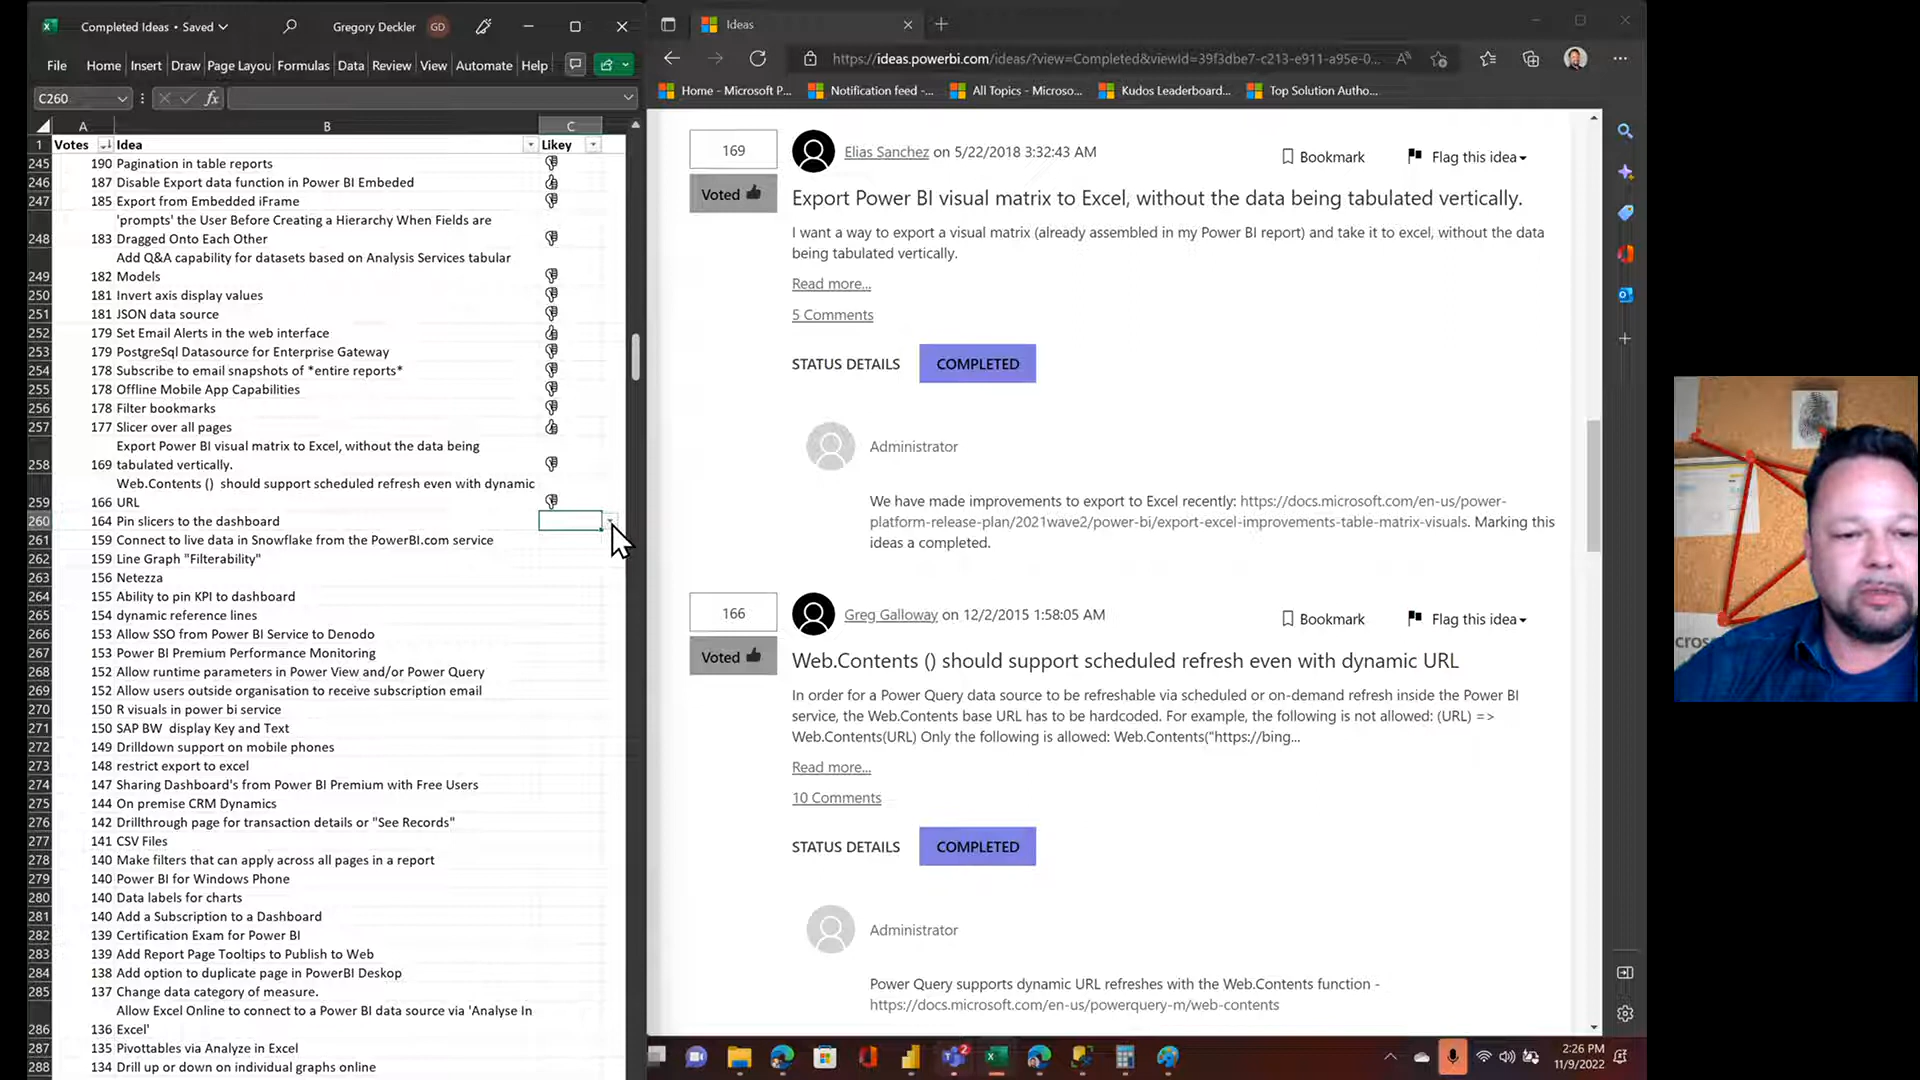 Completed Ideas • Saved
Gregory Deckler
GD
File Home Insert Draw Page Layou Formulas Data Review View Automate Help
C260
fx
A B C
1 Votes Idea Likey
245 190 Pagination in table reports
246 187 Disable Export data function in Power BI Embeded
247 185 Export from Embedded iFrame
'prompts' the User Before Creating a Hierarchy When Fields are
248 183 Dragged Onto Each Other
Add Q&A capability for datasets based on Analysis Services tabular
249 182 Models
250 181 Invert axis display values
251 181 JSON data source
252 179 Set Email Alerts in the web interface
253 179 PostgreSql Datasource for Enterprise Gateway
254 178 Subscribe to email snapshots of *entire reports*
255 178 Offline Mobile App Capabilities
256 178 Filter bookmarks
257 177 Slicer over all pages
Export Power BI visual matrix to Excel, without the data being
258 169 tabulated vertically.
Web.Contents () should support scheduled refresh even with dynamic
259 166 URL
260 164 Pin slicers to the dashboard
261 159 Connect to live data in Snowflake from the PowerBI.com service
262 159 Line Graph "Filterability"
263 156 Netezza
264 155 Ability to pin KPI to dashboard
265 154 dynamic reference lines
266 153 Allow SSO from Power BI Service to Denodo
267 153 Power BI Premium Performance Monitoring
268 152 Allow runtime parameters in Power View and/or Power Query
269 152 Allow users outside organisation to receive subscription email
270 150 R visuals in power bi service
271 150 SAP BW display Key and Text
272 149 Drilldown support on mobile phones
273 148 restrict export to excel
274 147 Sharing Dashboard's from Power BI Premium with Free Users
275 144 On premise CRM Dynamics
276 142 Drillthrough page for transaction details or "See Records"
277 141 CSV Files
278 140 Make filters that can apply across all pages in a report
279 140 Power BI for Windows Phone
280 140 Data labels for charts
281 140 Add a Subscription to a Dashboard
282 139 Certification Exam for Power BI
283 139 Add Report Page Tooltips to Publish to Web
284 138 Add option to duplicate page in PowerBI Deskop
285 137 Change data category of measure.
Allow Excel Online to connect to a Power BI data source via 'Analyse In
286 136 Excel'
287 135 Pivottables via Analyze in Excel
288 134 Drill up or down on individual graphs online
Ideas
https://ideas.powerbi.com/ideas/?view=Completed&viewId=39f3dbe7-c213-e911-a95e-0...
Home - Microsoft P... Notification feed -... All Topics - Microso... Kudos Leaderboard... Top Solution Autho...
169
Elias Sanchez on 5/22/2018 3:32:43 AM
Bookmark
Flag this idea
Voted
Export Power BI visual matrix to Excel, without the data being tabulated vertically.
I want a way to export a visual matrix (already assembled in my Power BI report) and take it to excel, without the data
being tabulated vertically.
Read more...
5 Comments
STATUS DETAILS COMPLETED
Administrator
We have made improvements to export to Excel recently: https://docs.microsoft.com/en-us/power-
platform-release-plan/2021wave2/power-bi/export-excel-improvements-table-matrix-visuals. Marking this
ideas a completed.
166
Greg Galloway on 12/2/2015 1:58:05 AM
Bookmark
Flag this idea
Voted
Web.Contents () should support scheduled refresh even with dynamic URL
In order for a Power Query data source to be refreshable via scheduled or on-demand refresh inside the Power BI
service, the Web.Contents base URL has to be hardcoded. For example, the following is not allowed: (URL) =>
Web.Contents(URL) Only the following is allowed: Web.Contents("https://bing...
Read more...
10 Comments
STATUS DETAILS COMPLETED
Administrator
Power Query supports dynamic URL refreshes with the Web.Contents function -
https://docs.microsoft.com/en-us/powerquery-m/web-contents
2
2:26 PM
11/9/2022